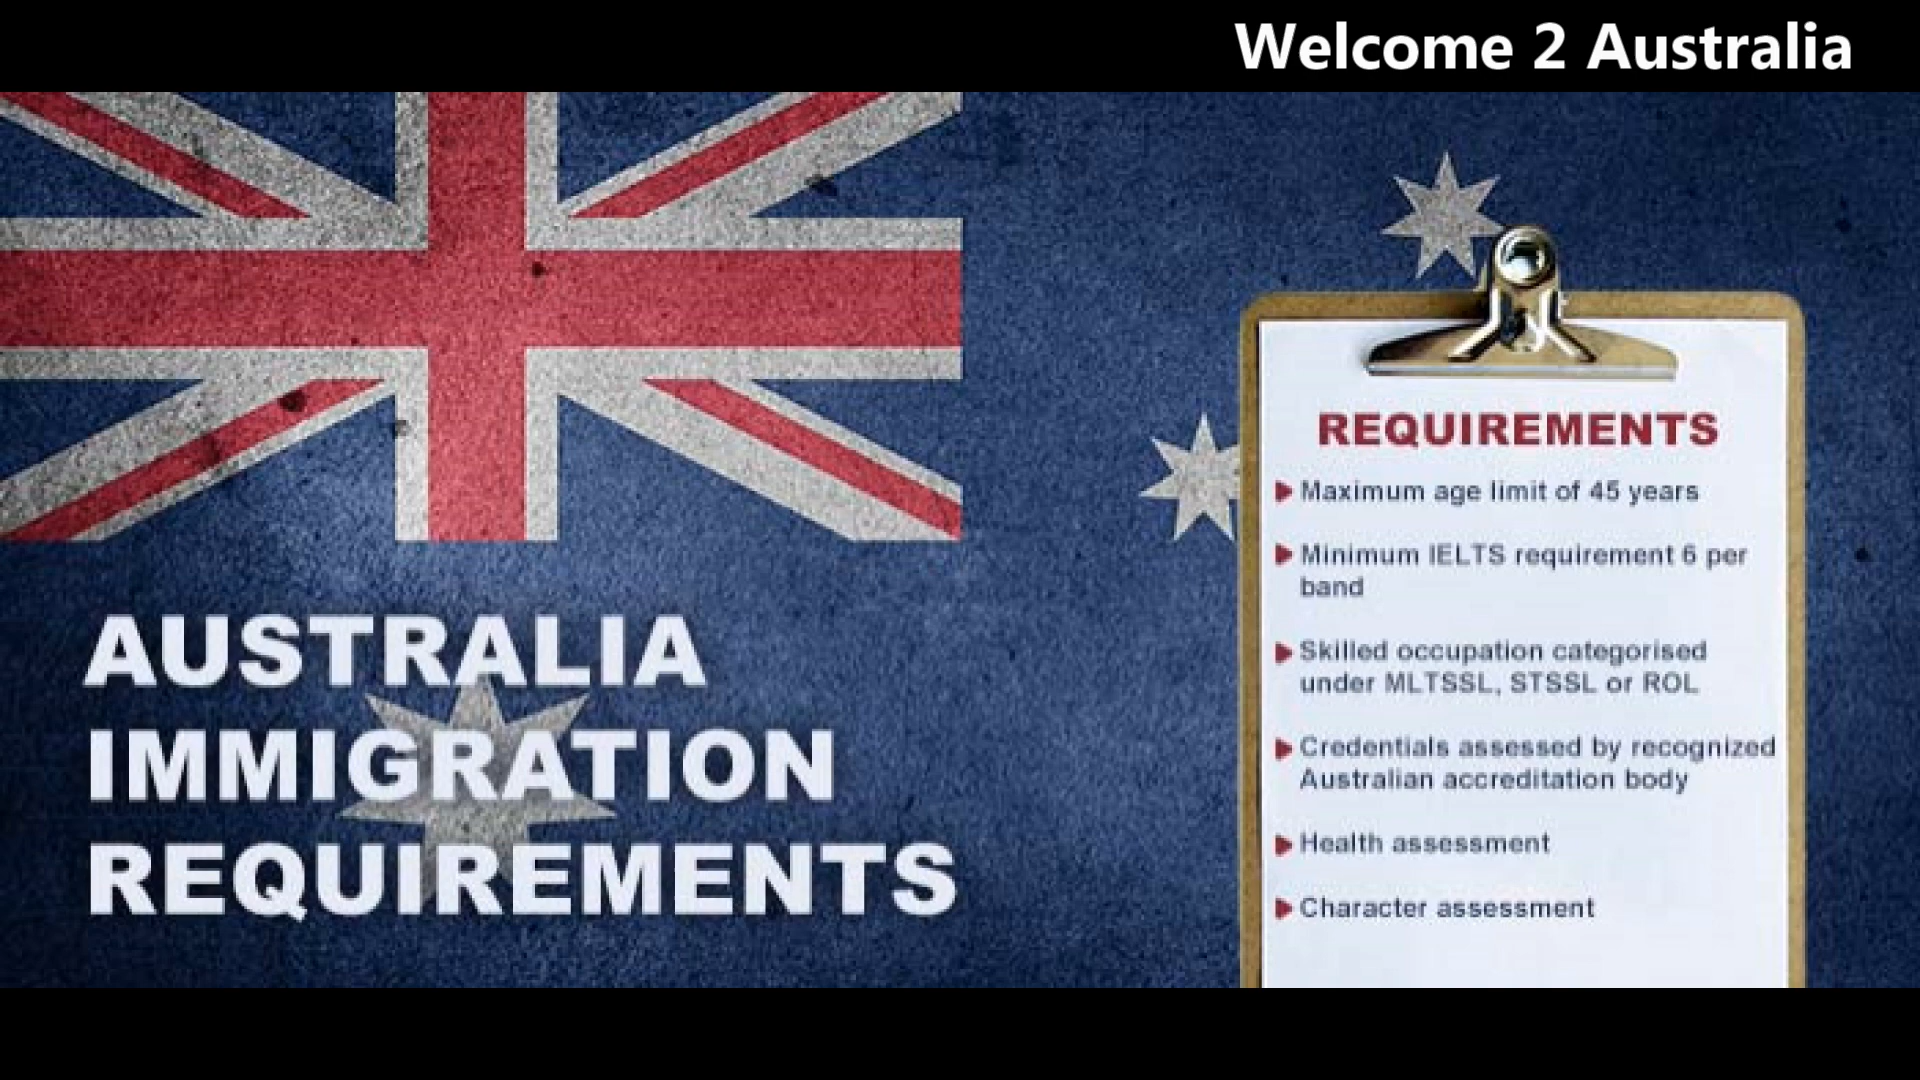 Welcome 2 Australia
AUSTRALIA
IMMIGRATION
REQUIREMENTS
REQUIREMENTS
Maximum age limit of 45 years
Minimum IELTS requirement 6 per
band
Skilled occupation categorised
under MLTSSL, STSSL or ROL
Credentials assessed by recognized
Australian accreditation body
Health assessment
Character assessment